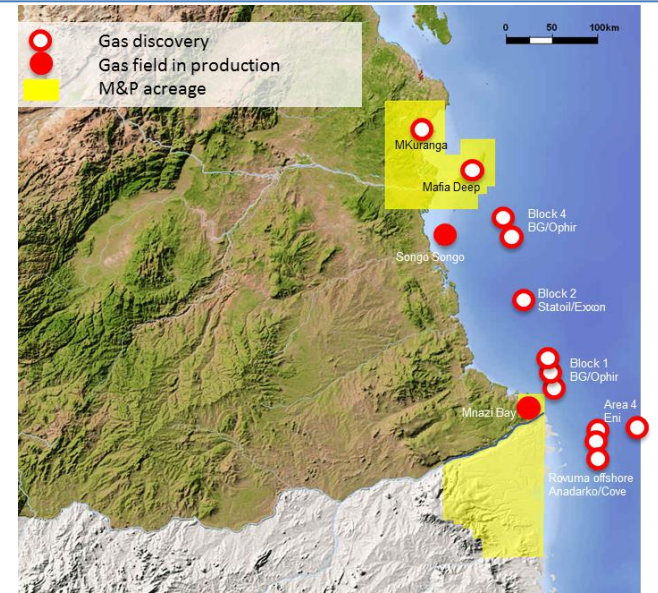 Gas discovery
Gas field in production
M&P acreage
0 50 100km
MKuranga
Mafia Deep
Block 4
BG/Ophir
Songo Songo
Block 2
Statoil/Exxon
Block 1
BG/Ophir
Mnazi Bay
Area 4
Eni
Rovuma offshore
Anadarko/Cove